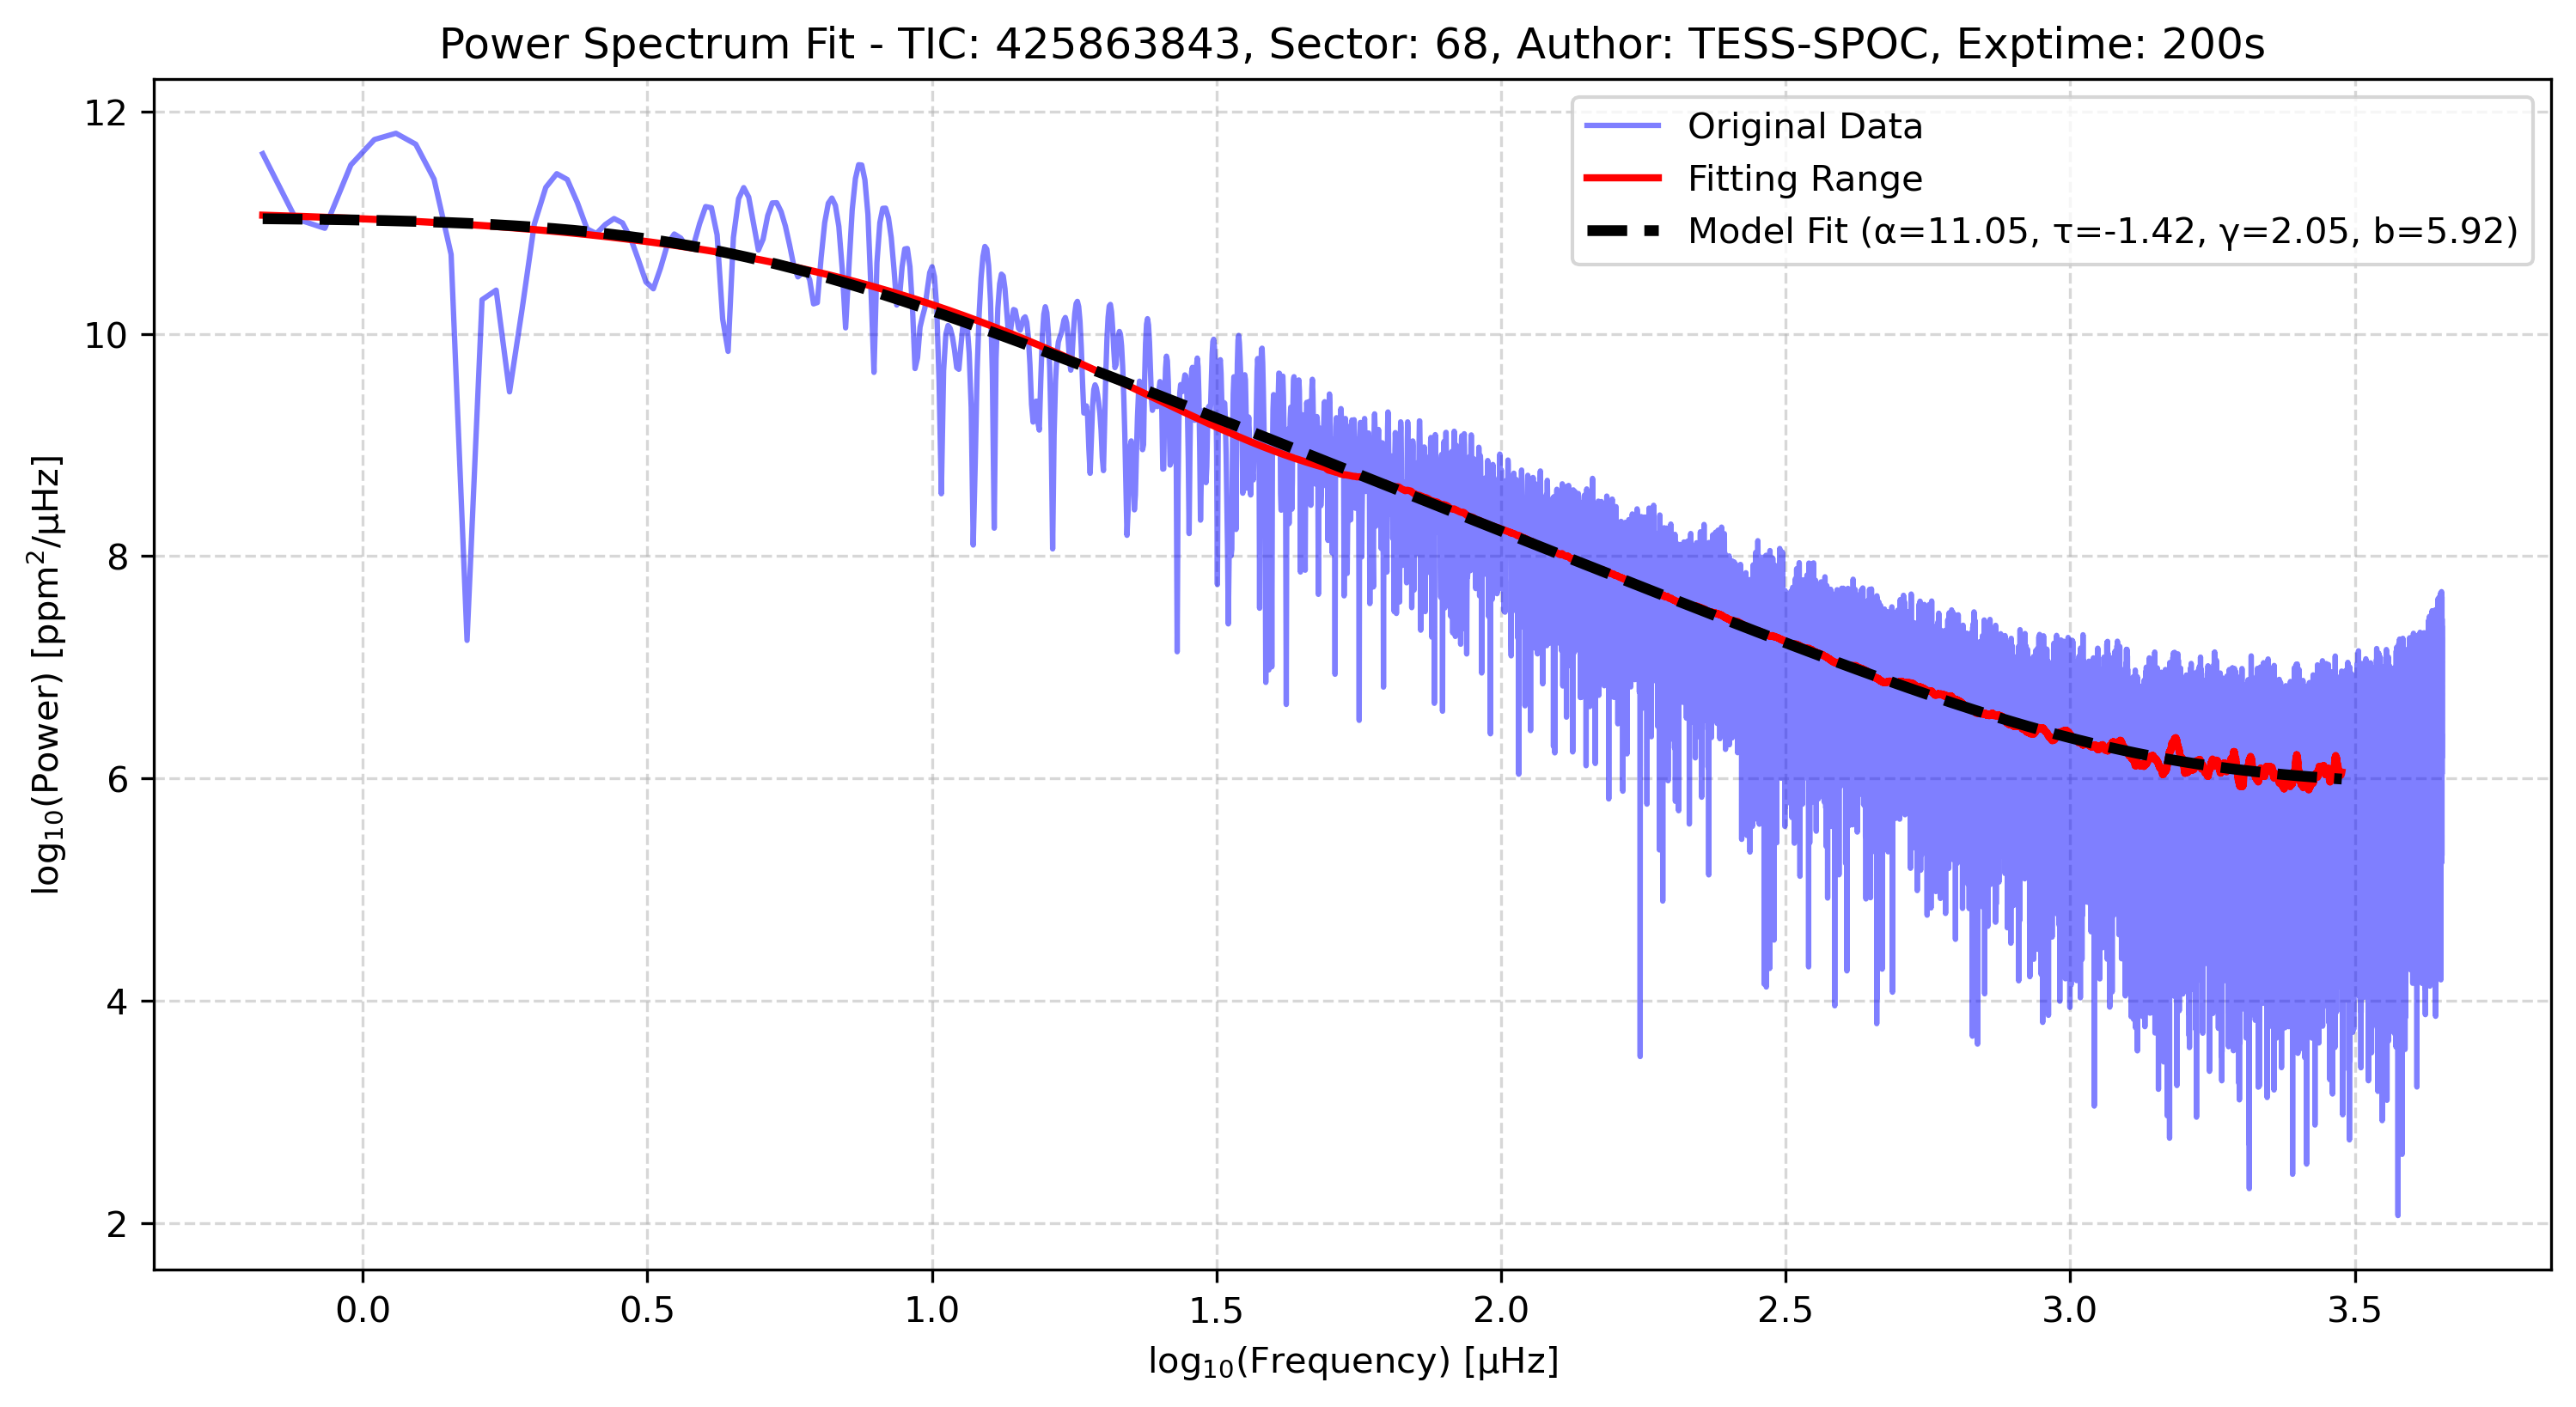 Power Spectrum Fit - TIC: 425863843, Sector: 68, Author: TESS-SPOC, Exptime: 200s
Original Data
Fitting Range
Model Fit (α=11.05, τ=-1.42, γ=2.05, b=5.92)
log₁₀(Power) [ppm²/μHz]
12
10
8
6
4
2
0.0 0.5 1.0 1.5 2.0 2.5 3.0 3.5
log₁₀(Frequency) [μHz]